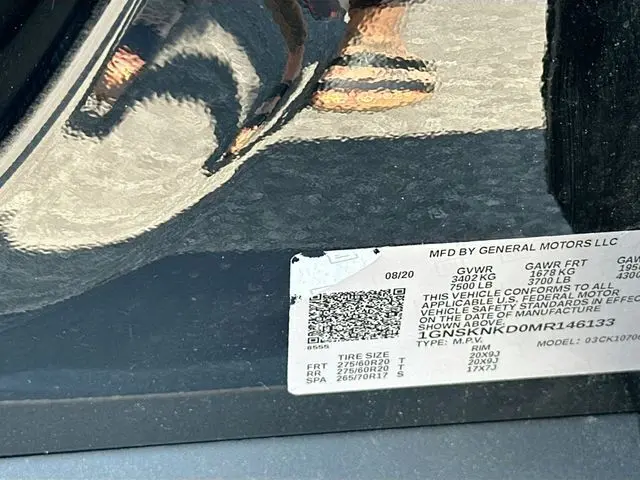 MFD BY GENERAL MOTORS LLC
08/20
GVWR GAWR FRT
3402 KG 1678 KG
7500 LB 3700 LB
THIS VEHICLE CONFORMS TO ALL
APPLICABLE U.S. FEDERAL MOTOR
VEHICLE SAFETY STANDARDS IN EFFECT
ON THE DATE OF MANUFACTURE
SHOWN ABOVE.
1GNSKNKD0MR146133
8555
TYPE: M.P.V. MODEL:
TIRE SIZE RIM
FRT 275/60R20 T 20X9J
RR 275/60R20 T 20X9J
SPA 265/70R17 S 17X7J